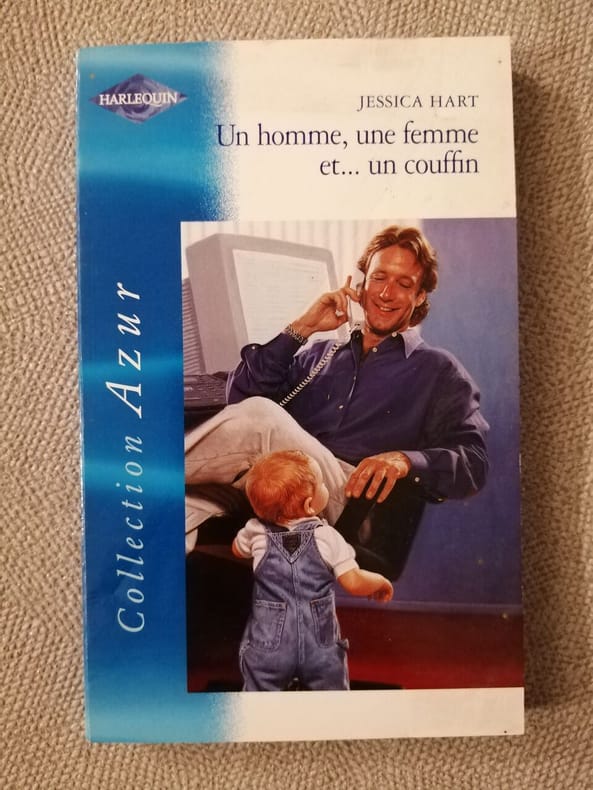 HARLEQUIN
JESSICA HART
Un homme, une femme
et... un couffin
Collection Azur